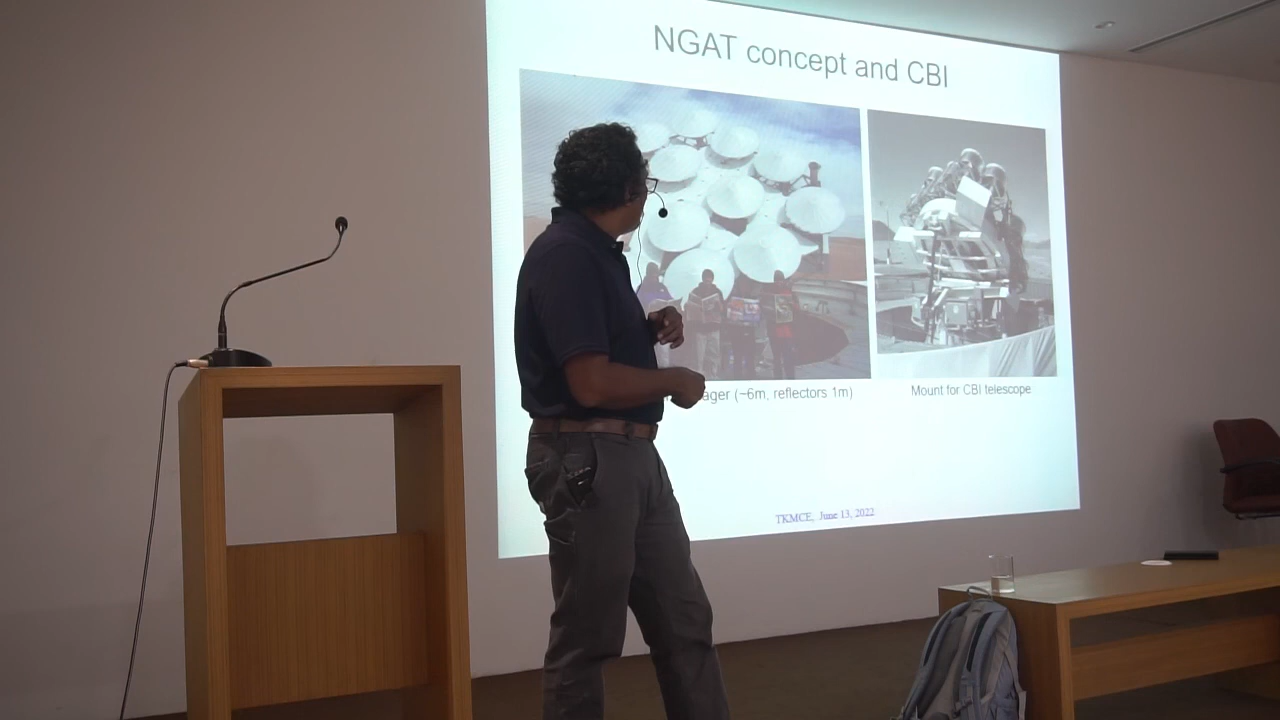 NGAT concept and CBI
ager (~6m, reflectors 1m)
Mount for CBI telescope
TKMCE, June 13, 2022